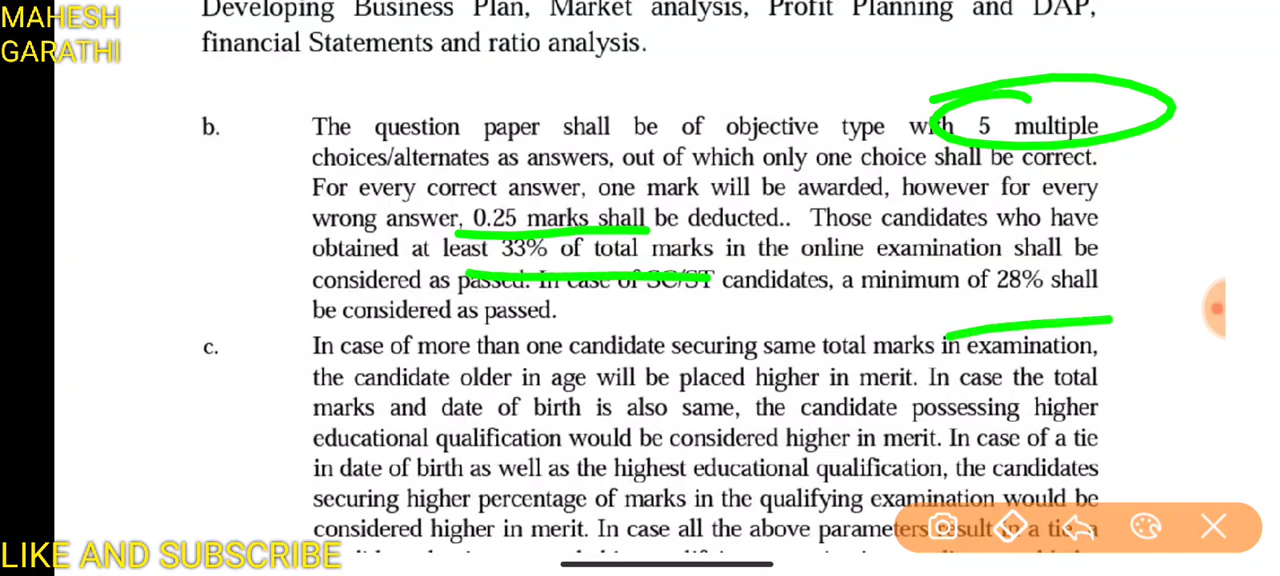 MAHESH
GARATHI
Developing Business Plan, Market analysis, Profit Planning and DAP,
financial Statements and ratio analysis.
b. The question paper shall be of objective type with 5 multiple
choices/alternates as answers, out of which only one choice shall be correct.
For every correct answer, one mark will be awarded, however for every
wrong answer, 0.25 marks shall be deducted.. Those candidates who have
obtained at least 33% of total marks in the online examination shall be
considered as passed. In case of SC/ST candidates, a minimum of 28% shall
be considered as passed.
c. In case of more than one candidate securing same total marks in examination,
the candidate older in age will be placed higher in merit. In case the total
marks and date of birth is also same, the candidate possessing higher
educational qualification would be considered higher in merit. In case of a tie
in date of birth as well as the highest educational qualification, the candidates
securing higher percentage of marks in the qualifying examination would be
considered higher in merit. In case all the above parameters result in a tie, a
LIKE AND SUBSCRIBE